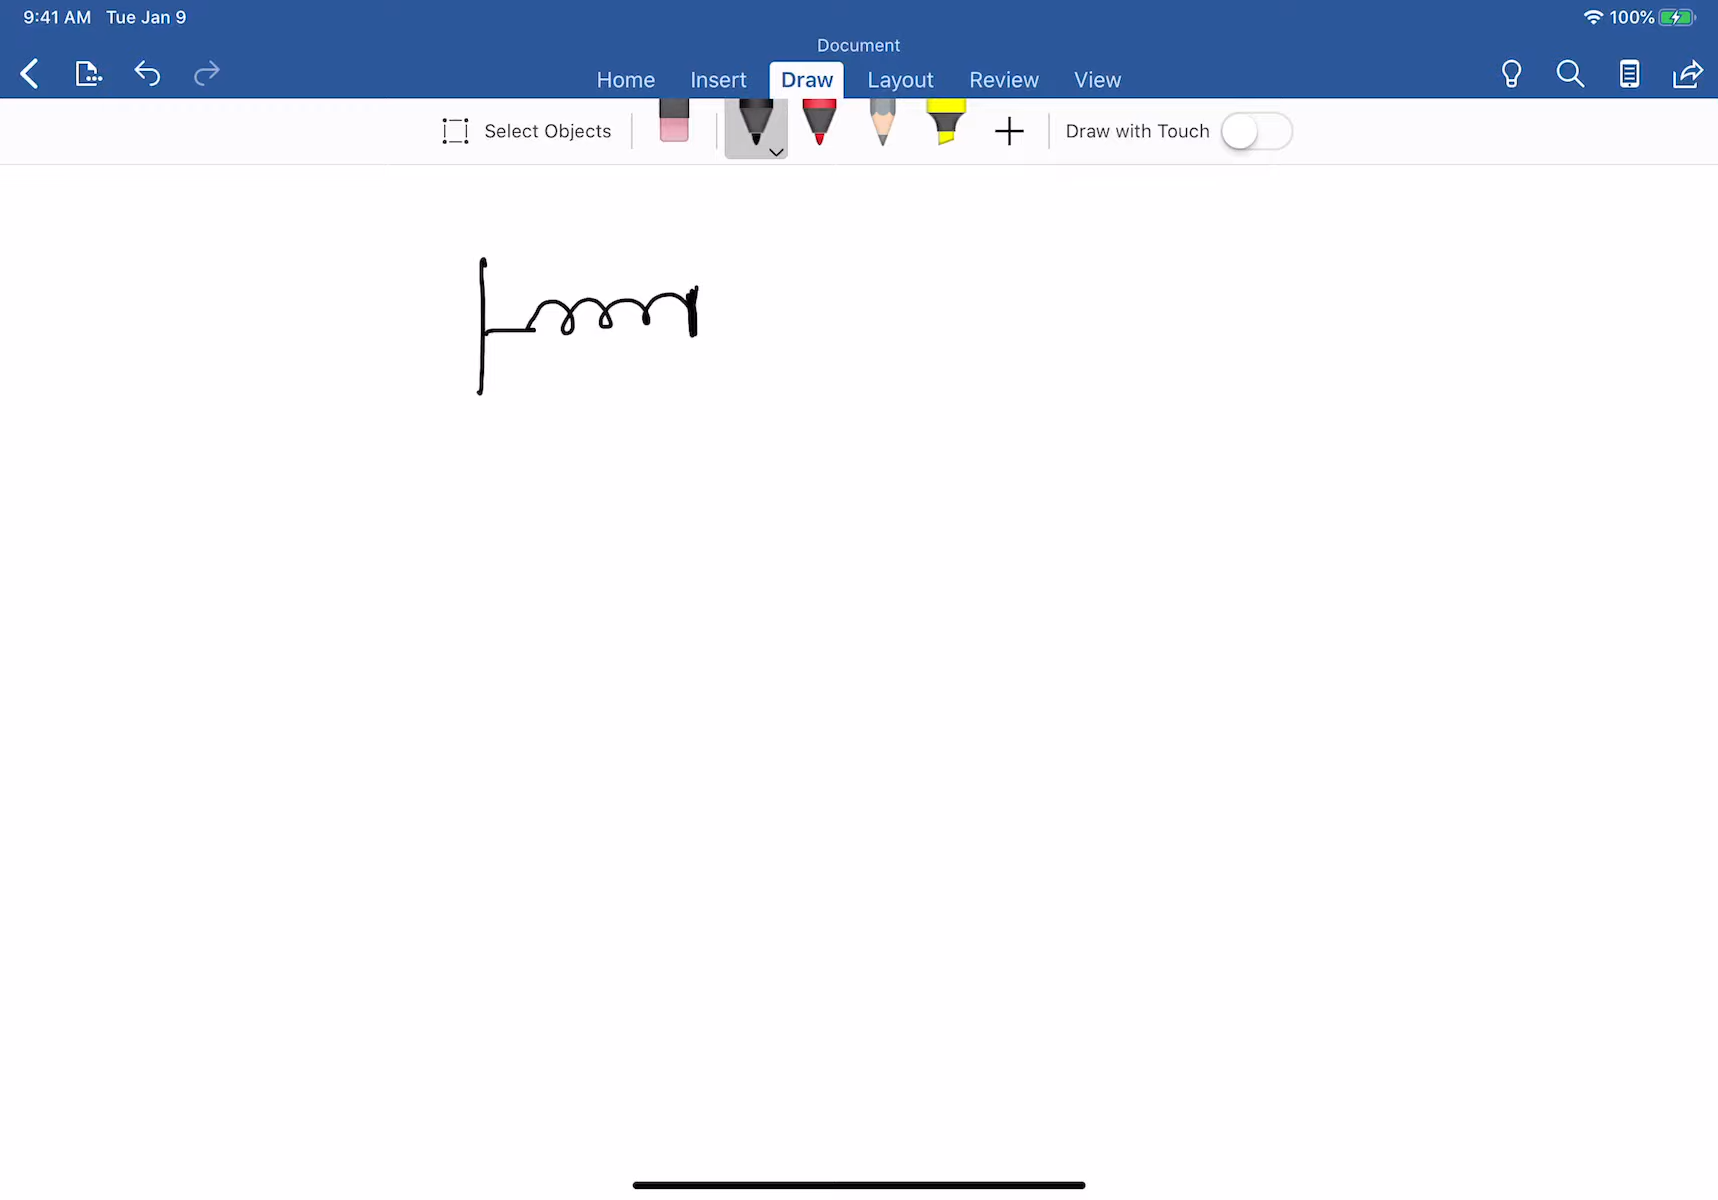 9:41 AM Tue Jan 9
100%
Document
Home Insert Draw Layout Review View
Select Objects
Draw with Touch